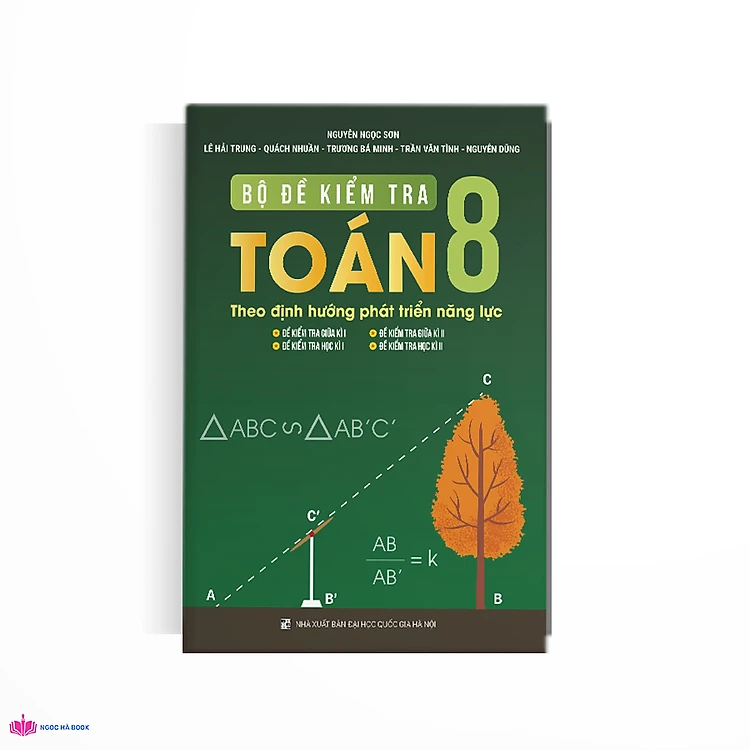 NGUYỄN NGỌC SƠN
LÊ HẢI TRUNG - QUÁCH NHUẦN - TRƯƠNG BÁ MINH - TRẦN VĂN TÌNH - NGUYÊN DŨNG
BỘ ĐỀ KIỂM TRA
TOÁN 8
Theo định hướng phát triển năng lực
ĐỀ KIỂM TRA GIỮA KÌ I
ĐỀ KIỂM TRA GIỮA KÌ II
ĐỀ KIỂM TRA HỌC KÌ I
ĐỀ KIỂM TRA HỌC KÌ II
C
△ABC ∽ △AB'C'
C'
AB
AB' = k
A
B'
B
NHÀ XUẤT BẢN ĐẠI HỌC QUỐC GIA HÀ NỘI
NGOC HÀ BOOK